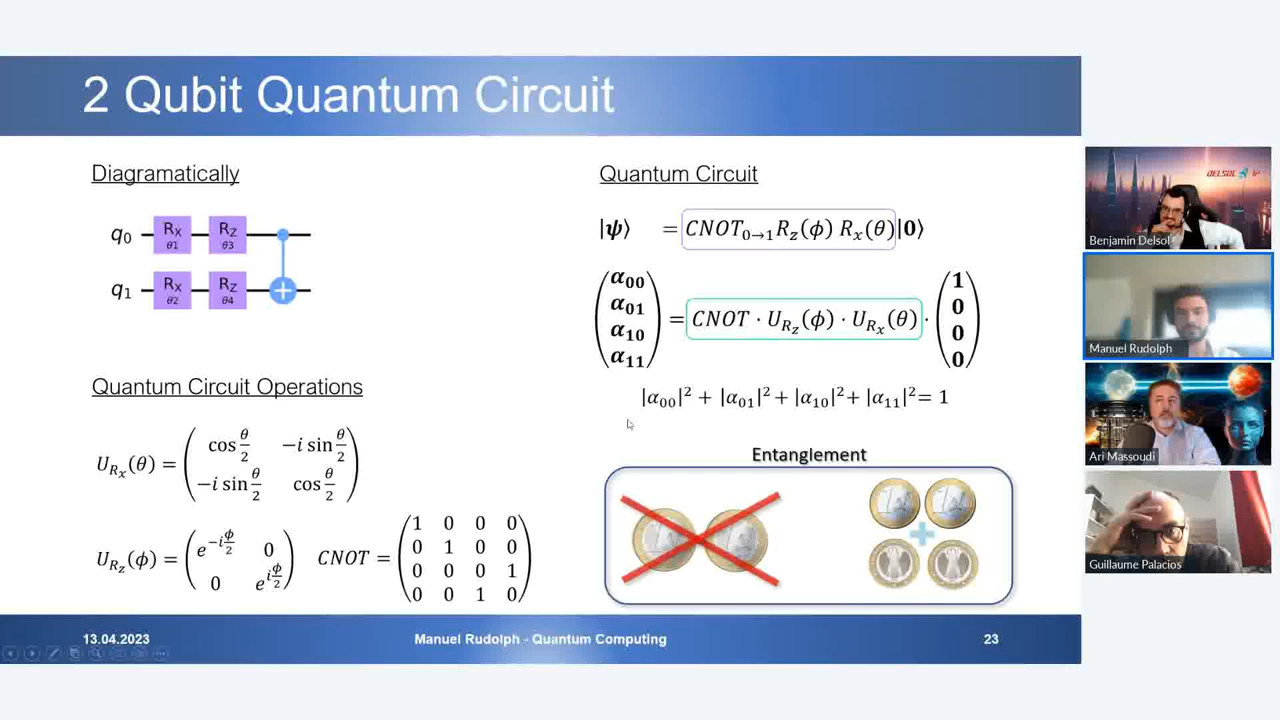 2 Qubit Quantum Circuit
Diagramatically
q₀ Rx θ1 Rz θ3
q₁ Rx θ2 Rz θ4
Quantum Circuit Operations
U_{R_x}(θ) = ( cos θ/2 −i sin θ/2
−i sin θ/2 cos θ/2 )
U_{R_z}(ϕ) = ( e^{−iϕ/2} 0
0 e^{iϕ/2} )
CNOT = ( 1 0 0 0
0 1 0 0
0 0 0 1
0 0 1 0 )
Quantum Circuit
|ψ⟩ = CNOT_{0→1} R_z(ϕ) R_x(θ)|0⟩
( α₀₀
α₀₁
α₁₀
α₁₁ )
= CNOT · U_{R_z}(ϕ) · U_{R_x}(θ) ·
( 1
0
0
0 )
|α₀₀|² + |α₀₁|² + |α₁₀|² + |α₁₁|² = 1
Entanglement
13.04.2023
Manuel Rudolph - Quantum Computing
23
DELSOL IP
Benjamin Delsol
Manuel Rudolph
Ari Massoudi
Guillaume Palacios